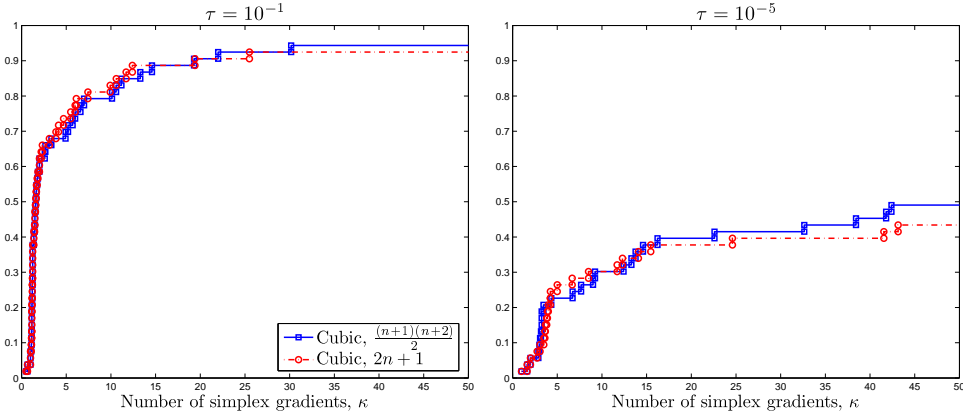 τ = 10^{-1}
1
0.9
0.8
0.7
0.6
0.5
0.4
0.3
0.2
0.1
0
0 5 10 15 20 25 30 35 40 45 50
Number of simplex gradients, κ
Cubic, \frac{(n+1)(n+2)}{2}
Cubic, 2n + 1
τ = 10^{-5}
1
0.9
0.8
0.7
0.6
0.5
0.4
0.3
0.2
0.1
0
0 5 10 15 20 25 30 35 40 45 50
Number of simplex gradients, κ